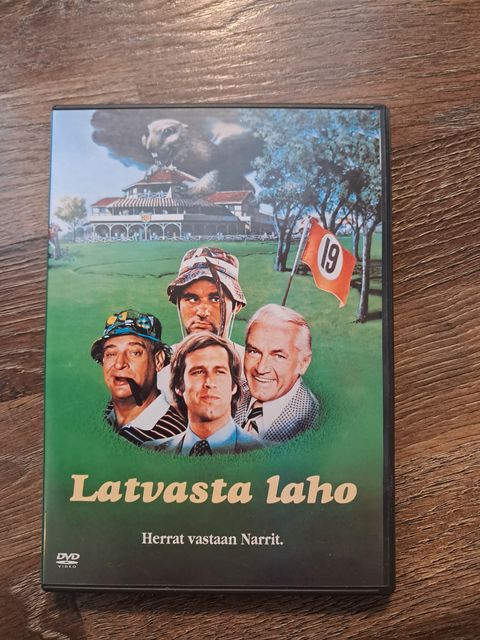 19
Latvasta laho
Herrat vastaan Narrit.
DVD
VIDEO